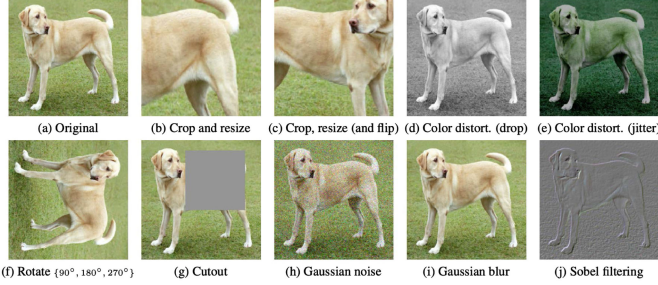 (a) Original
(b) Crop and resize
(c) Crop, resize (and flip)
(d) Color distort. (drop)
(e) Color distort. (jitter)
(f) Rotate {90°, 180°, 270°}
(g) Cutout
(h) Gaussian noise
(i) Gaussian blur
(j) Sobel filtering